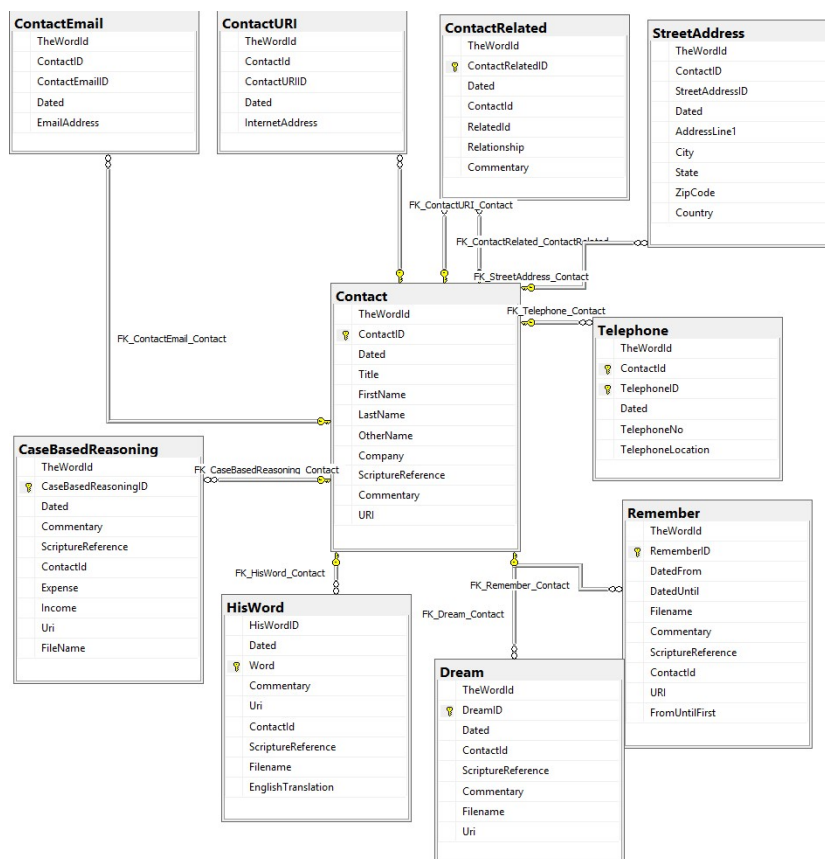 ContactEmail
TheWordId
ContactID
ContactEmailID
Dated
EmailAddress
ContactURI
TheWordId
ContactId
ContactURIID
Dated
InternetAddress
ContactRelated
TheWordId
ContactRelatedID
Dated
ContactId
RelatedId
Relationship
Commentary
StreetAddress
TheWordId
ContactID
StreetAddressID
Dated
AddressLine1
City
State
ZipCode
Country
FK_ContactURI_Contact
FK_ContactRelated_ContactRelated
FK_StreetAddress_Contact
FK_Telephone_Contact
FK_ContactEmail_Contact
Contact
TheWordId
ContactID
Dated
Title
FirstName
LastName
OtherName
Company
ScriptureReference
Commentary
URI
Telephone
TheWordId
ContactId
TelephoneID
Dated
TelephoneNo
TelephoneLocation
CaseBasedReasoning
TheWordId
CaseBasedReasoningID
Dated
Commentary
ScriptureReference
ContactId
Expense
Income
Uri
FileName
FK_CaseBasedReasoning_Contact
FK_HisWord_Contact
FK_Remember_Contact
FK_Dream_Contact
HisWord
HisWordID
Dated
Word
Commentary
Uri
ContactId
ScriptureReference
Filename
EnglishTranslation
Remember
TheWordId
RememberID
DatedFrom
DatedUntil
Filename
Commentary
ScriptureReference
ContactId
URI
FromUntilFirst
Dream
TheWordId
DreamID
Dated
ContactId
ScriptureReference
Commentary
Filename
Uri